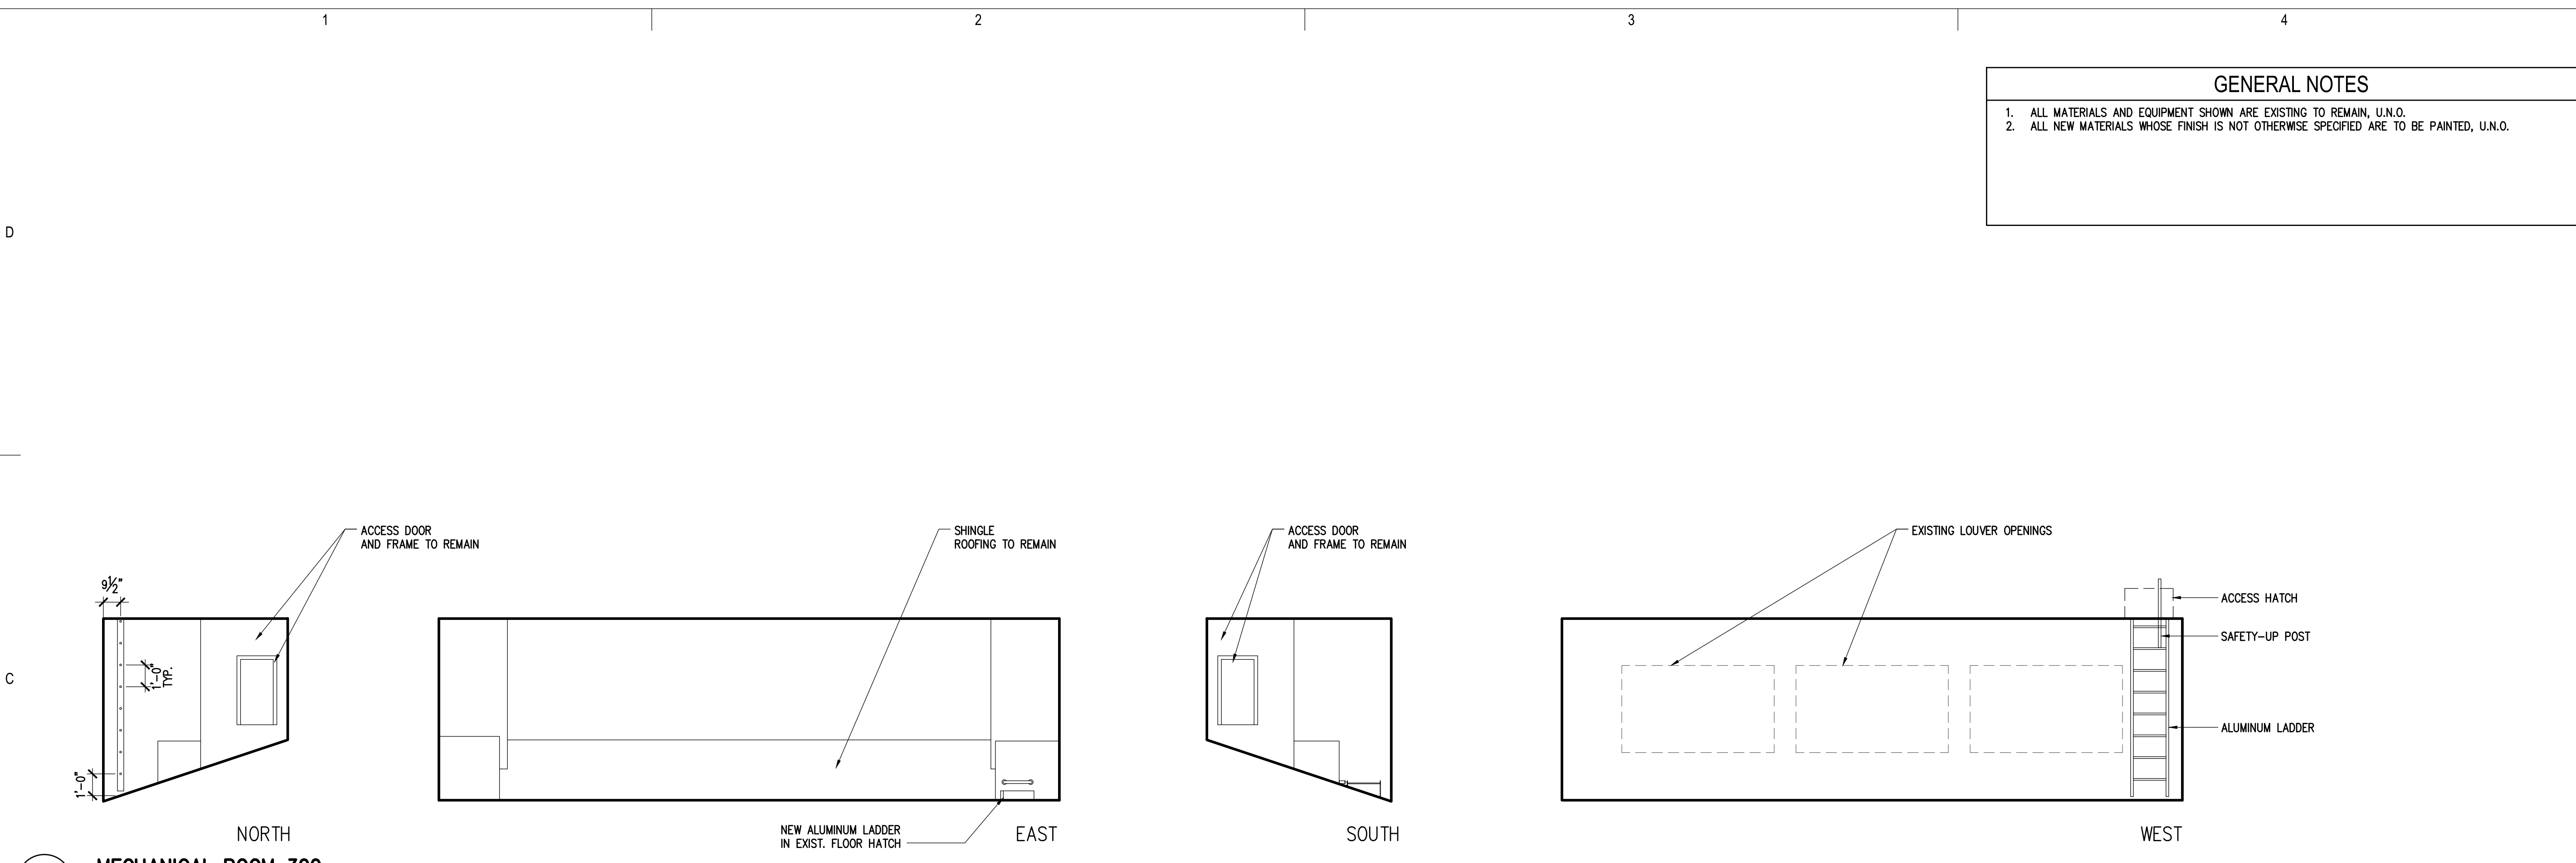 1
2
3
4
GENERAL NOTES
1. ALL MATERIALS AND EQUIPMENT SHOWN ARE EXISTING TO REMAIN, U.N.O.
2. ALL NEW MATERIALS WHOSE FINISH IS NOT OTHERWISE SPECIFIED ARE TO BE PAINTED, U.N.O.
D
C
ACCESS DOOR
AND FRAME TO REMAIN
SHINGLE
ROOFING TO REMAIN
ACCESS DOOR
AND FRAME TO REMAIN
EXISTING LOUVER OPENINGS
9½"
1'-0"
TYP.
1'-0"
ACCESS HATCH
SAFETY-UP POST
ALUMINUM LADDER
NEW ALUMINUM LADDER
IN EXIST. FLOOR HATCH
NORTH
EAST
SOUTH
WEST
MECHANICAL ROOM